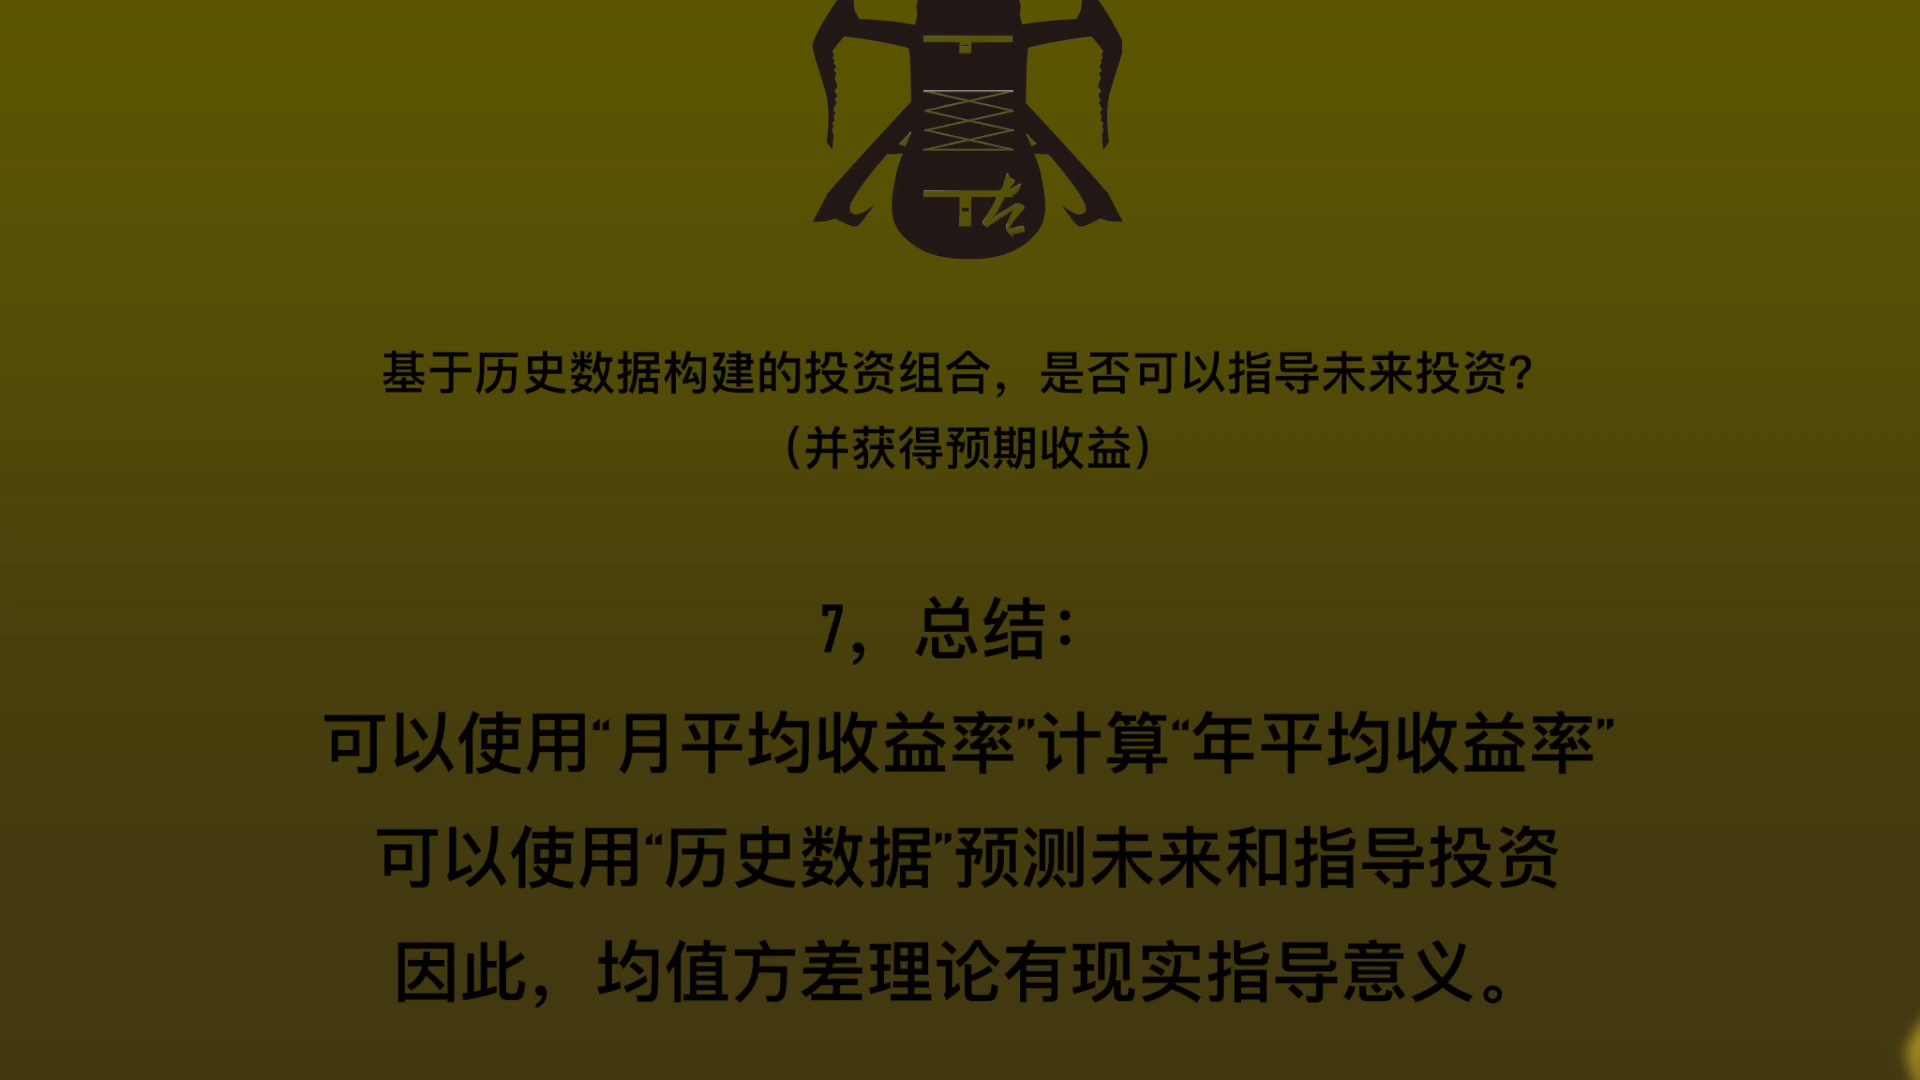 基于历史数据构建的投资组合，是否可以指导未来投资？
（并获得预期收益）
7，总结：
可以使用“月平均收益率”计算“年平均收益率”
可以使用“历史数据”预测未来和指导投资
因此，均值方差理论有现实指导意义。